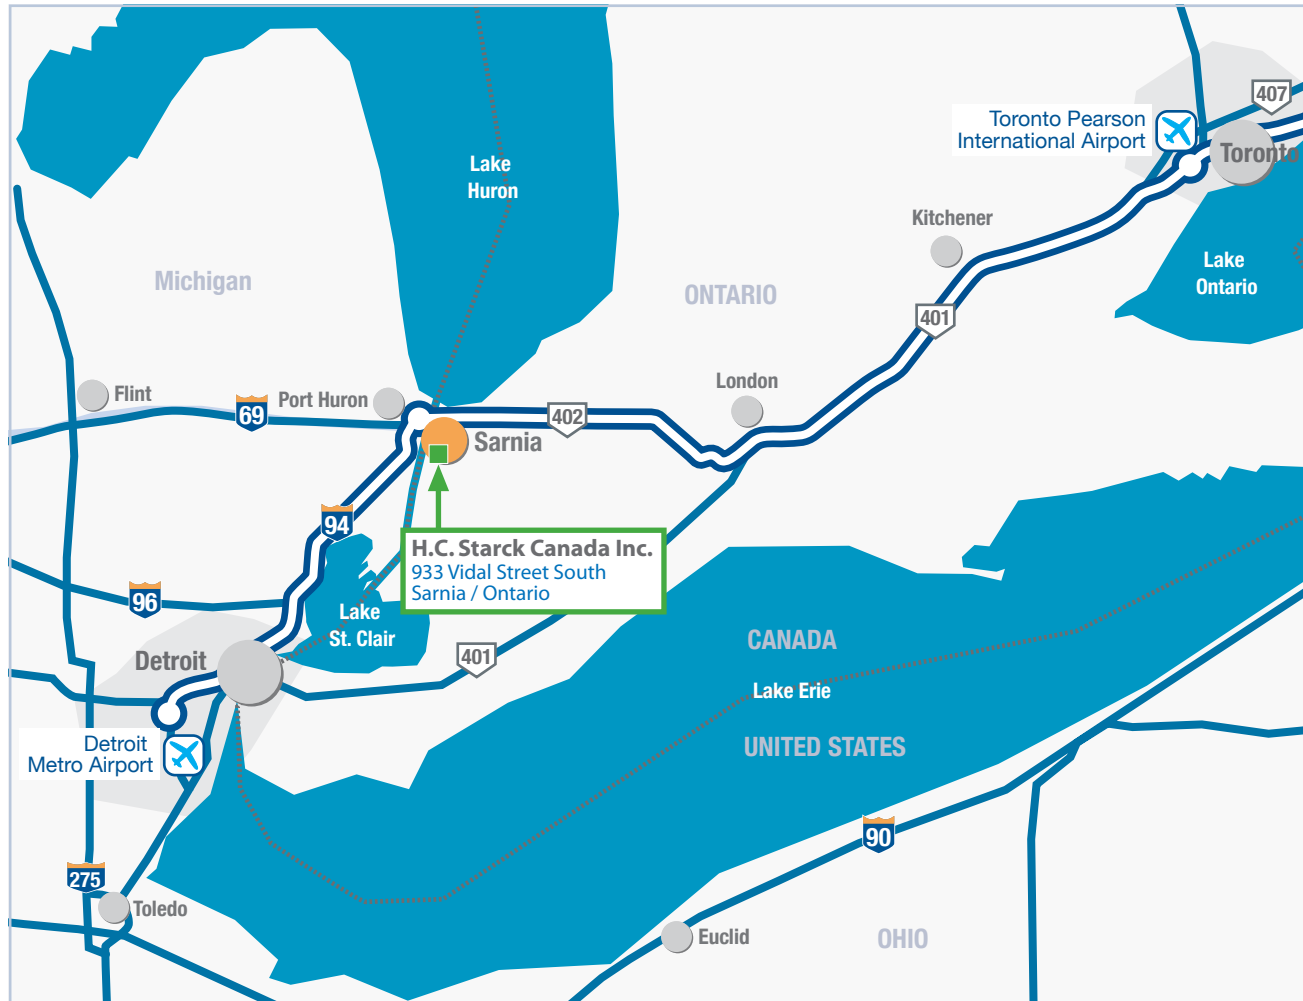 407
Toronto Pearson
International Airport
Toronto
Lake
Huron
Kitchener
Lake
Ontario
Michigan
ONTARIO
401
London
Flint
Port Huron
69
402
Sarnia
94
H.C. Starck Canada Inc.
933 Vidal Street South
Sarnia / Ontario
96
Lake
St. Clair
CANADA
Detroit
401
Lake Erie
Detroit
Metro Airport
UNITED STATES
90
275
Toledo
Euclid
OHIO